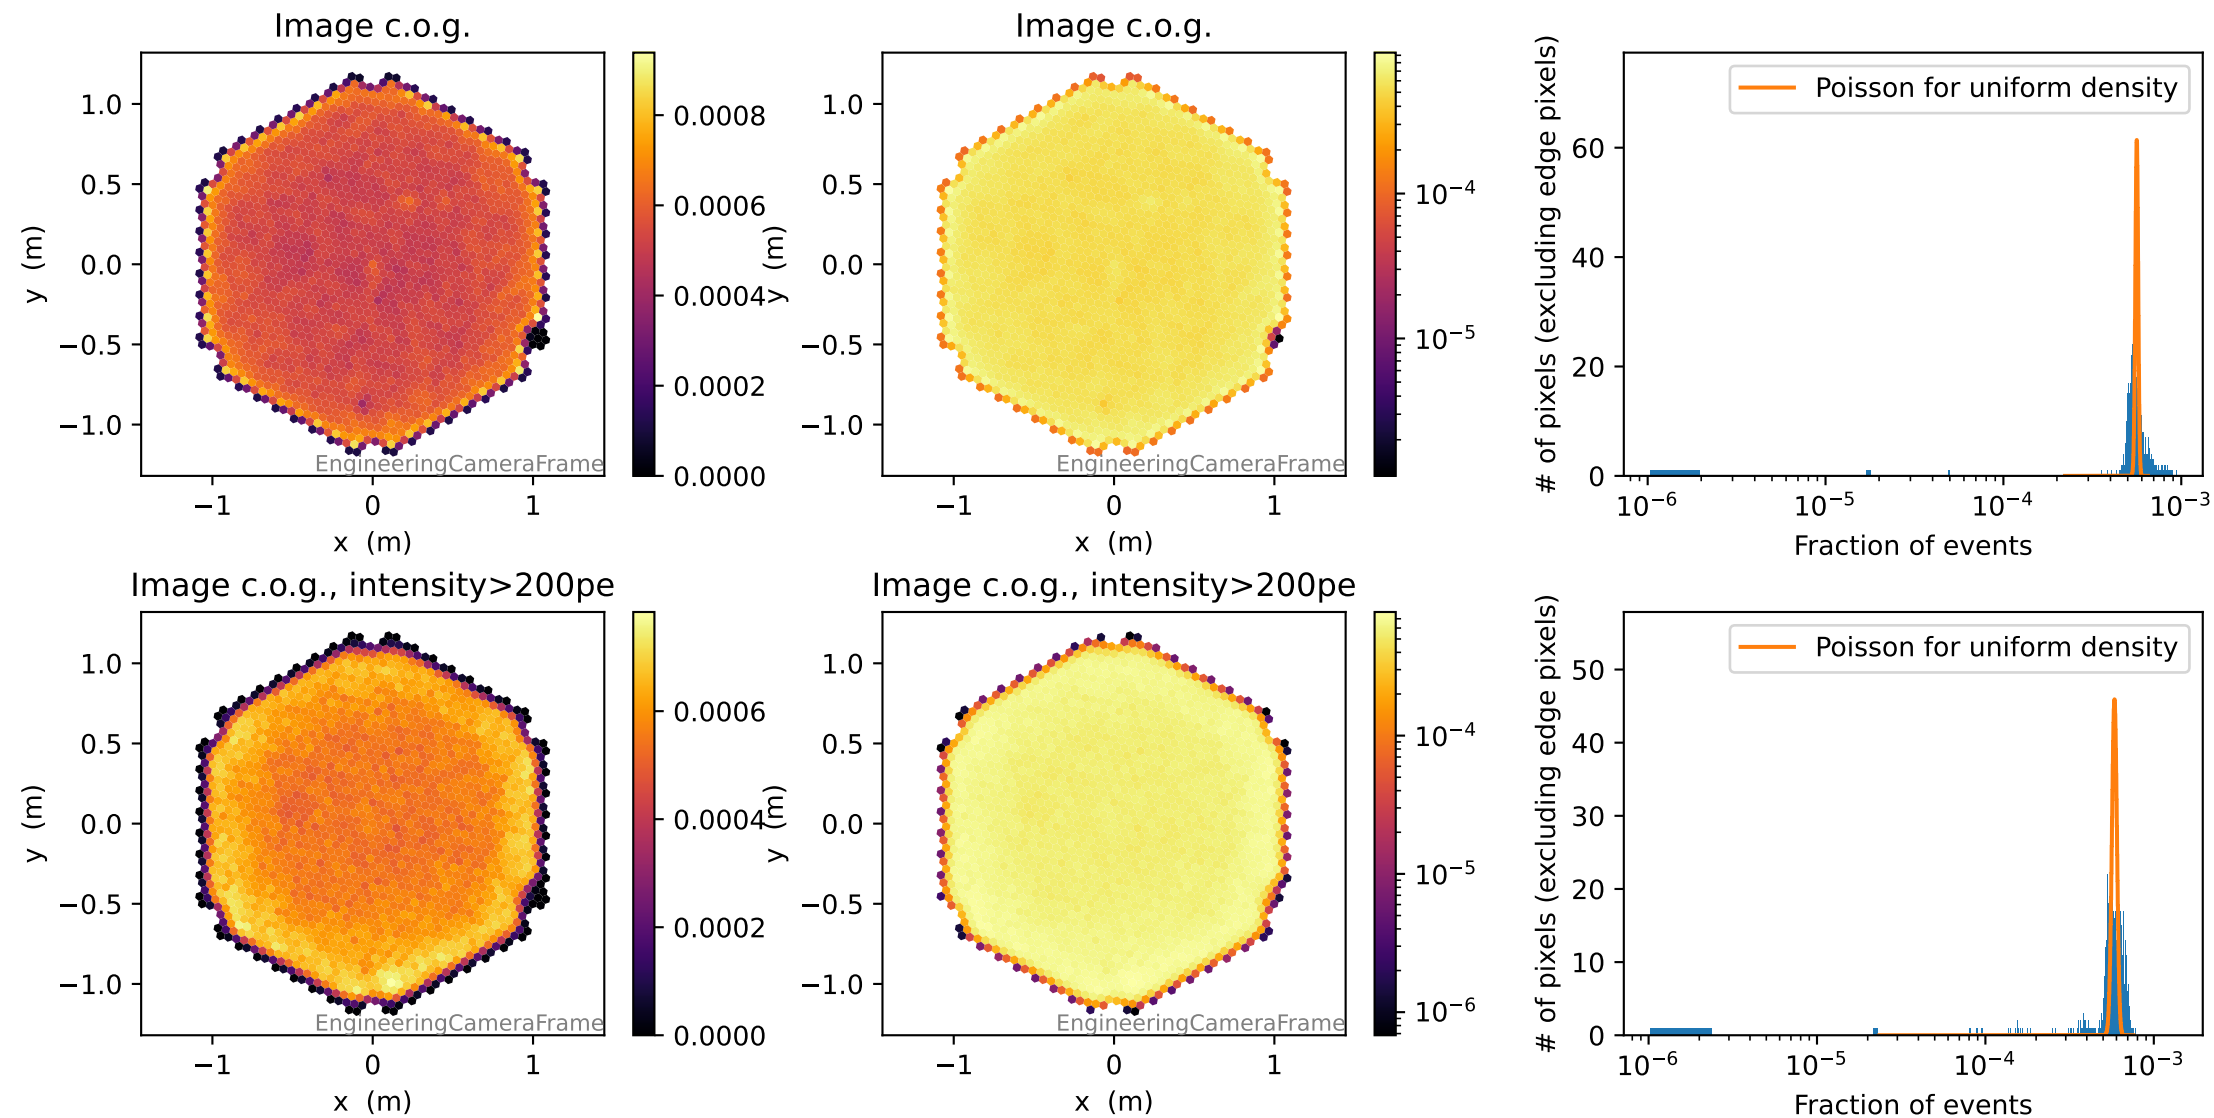 Image c.o.g.
1.0
0.5
0.0
−0.5
−1.0
y (m)
−1 0 1
x (m)
EngineeringCameraFrame
0.0008
0.0006
0.0004
0.0002
0.0000
Image c.o.g.
1.0
0.5
0.0
−0.5
−1.0
y (m)
−1 0 1
x (m)
EngineeringCameraFrame
10⁻⁴
10⁻⁵
# of pixels (excluding edge pixels)
60
40
20
0
Poisson for uniform density
10⁻⁶ 10⁻⁵ 10⁻⁴ 10⁻³
Fraction of events
Image c.o.g., intensity>200pe
1.0
0.5
0.0
−0.5
−1.0
y (m)
−1 0 1
x (m)
EngineeringCameraFrame
0.0006
0.0004
0.0002
0.0000
Image c.o.g., intensity>200pe
1.0
0.5
0.0
−0.5
−1.0
y (m)
−1 0 1
x (m)
EngineeringCameraFrame
10⁻⁴
10⁻⁵
10⁻⁶
# of pixels (excluding edge pixels)
50
40
30
20
10
0
Poisson for uniform density
10⁻⁶ 10⁻⁵ 10⁻⁴ 10⁻³
Fraction of events